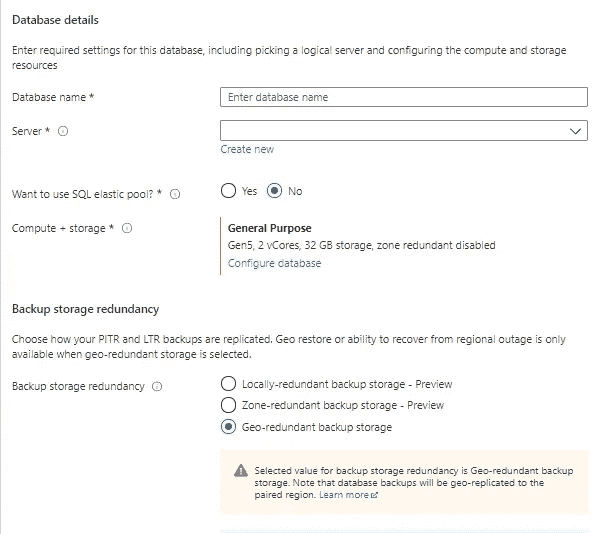 Database details
Enter required settings for this database, including picking a logical server and configuring the compute and storage
resources
Database name *
Enter database name
Server *
Create new
Want to use SQL elastic pool? *
Yes
No
Compute + storage *
General Purpose
Gen5, 2 vCores, 32 GB storage, zone redundant disabled
Configure database
Backup storage redundancy
Choose how your PITR and LTR backups are replicated. Geo restore or ability to recover from regional outage is only
available when geo-redundant storage is selected.
Backup storage redundancy
Locally-redundant backup storage - Preview
Zone-redundant backup storage - Preview
Geo-redundant backup storage
Selected value for backup storage redundancy is Geo-redundant backup
storage. Note that database backups will be geo-replicated to the
paired region. Learn more